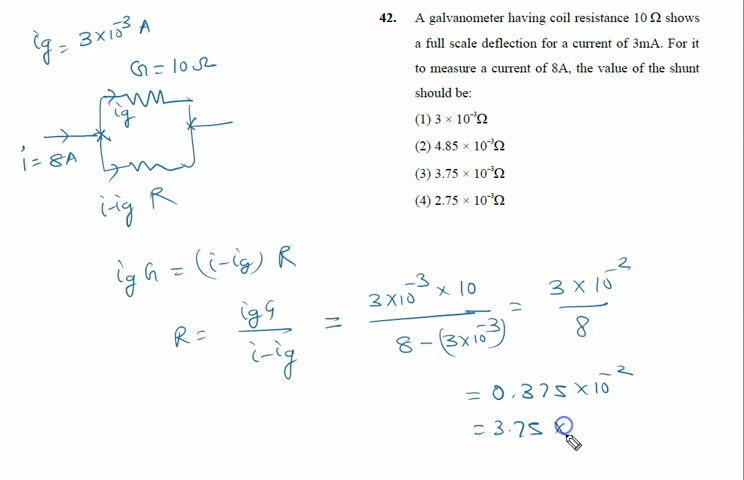 ig = 3×10⁻³ A
G = 10 Ω
ig
i = 8A
i-ig R
42. A galvanometer having coil resistance 10 Ω shows
a full scale deflection for a current of 3mA. For it
to measure a current of 8A, the value of the shunt
should be:
(1) 3 × 10⁻³Ω
(2) 4.85 × 10⁻³Ω
(3) 3.75 × 10⁻³Ω
(4) 2.75 × 10⁻³Ω
ig G = (i-ig) R
R = ig G / i-ig = 3×10⁻³ × 10 / 8 - (3×10⁻³) = 3 × 10⁻² / 8
= 0.375 × 10⁻²
= 3.75 ×